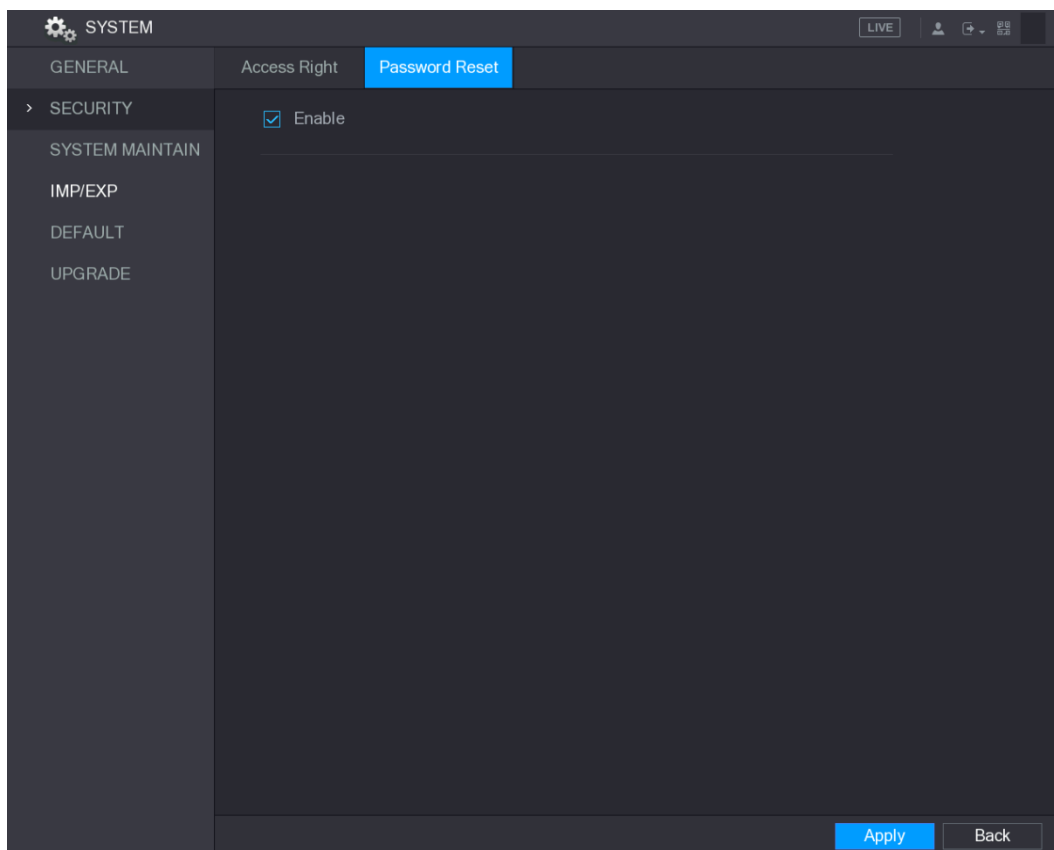 SYSTEM
LIVE
GENERAL
SECURITY
SYSTEM MAINTAIN
IMP/EXP
DEFAULT
UPGRADE
Access Right
Password Reset
Enable
Apply
Back